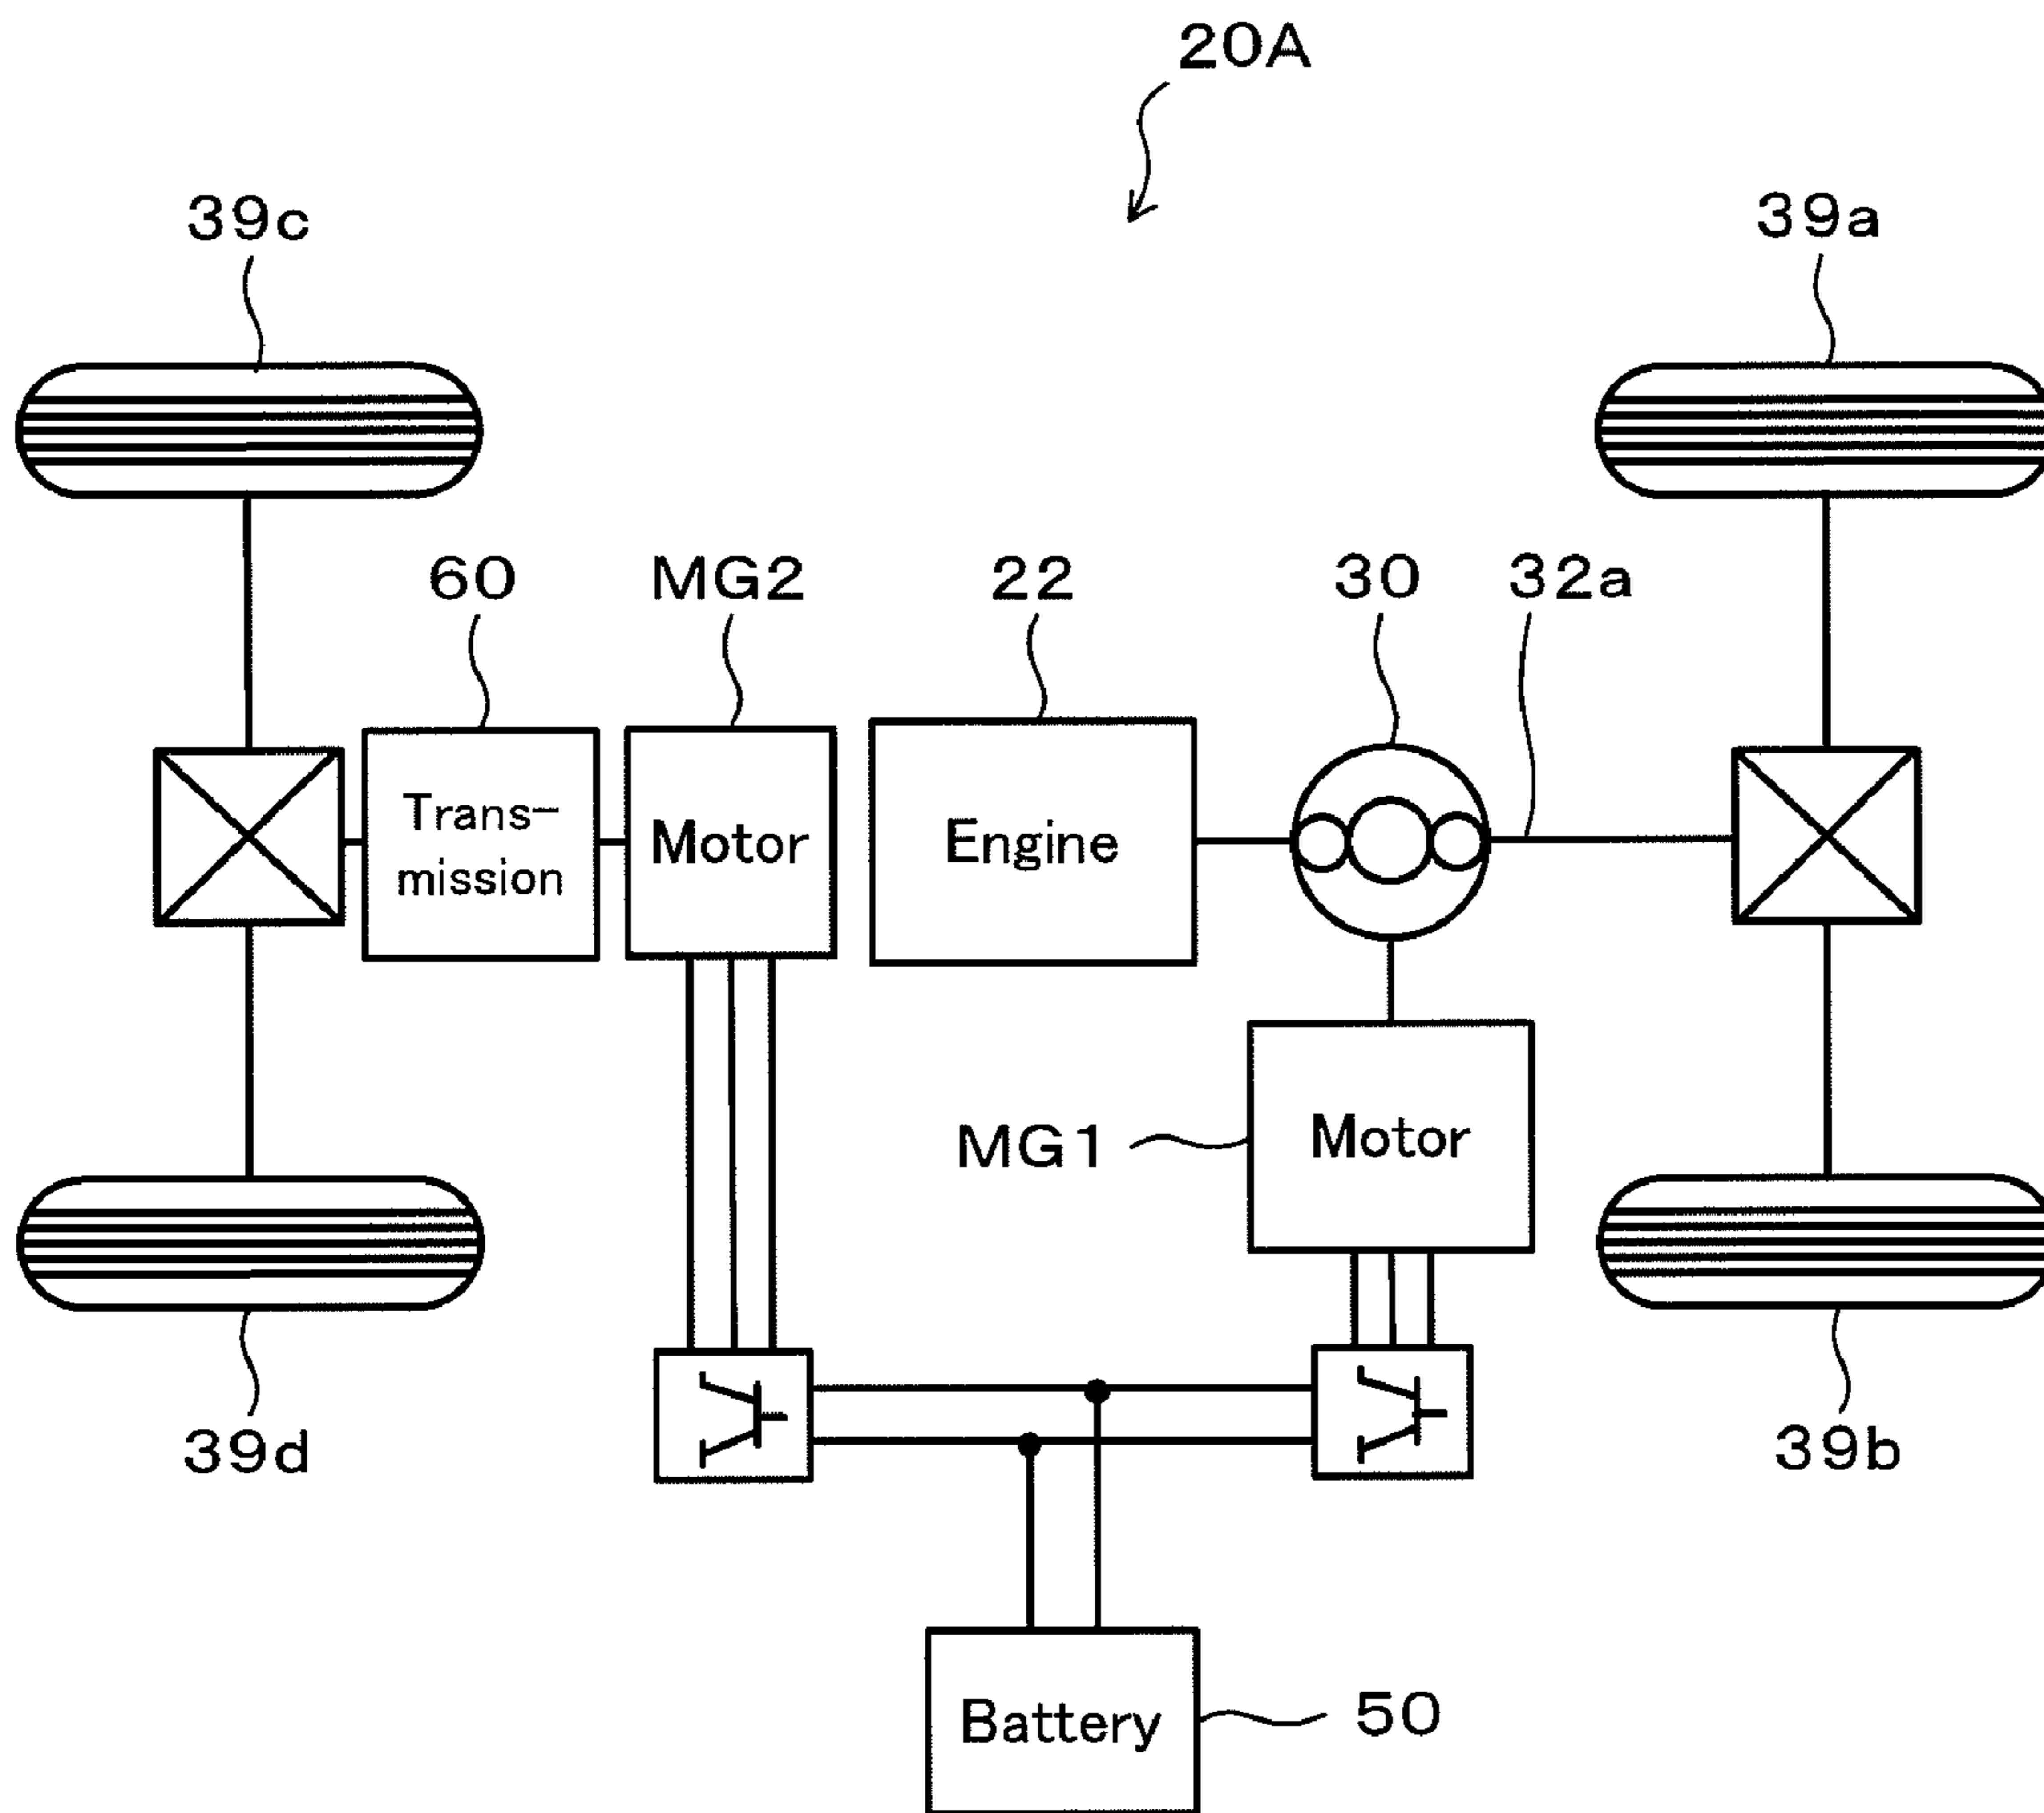 20A
39c
39a
60
MG2
22
30
32a
Trans-
mission
Motor
Engine
MG1
Motor
39d
39b
Battery
50